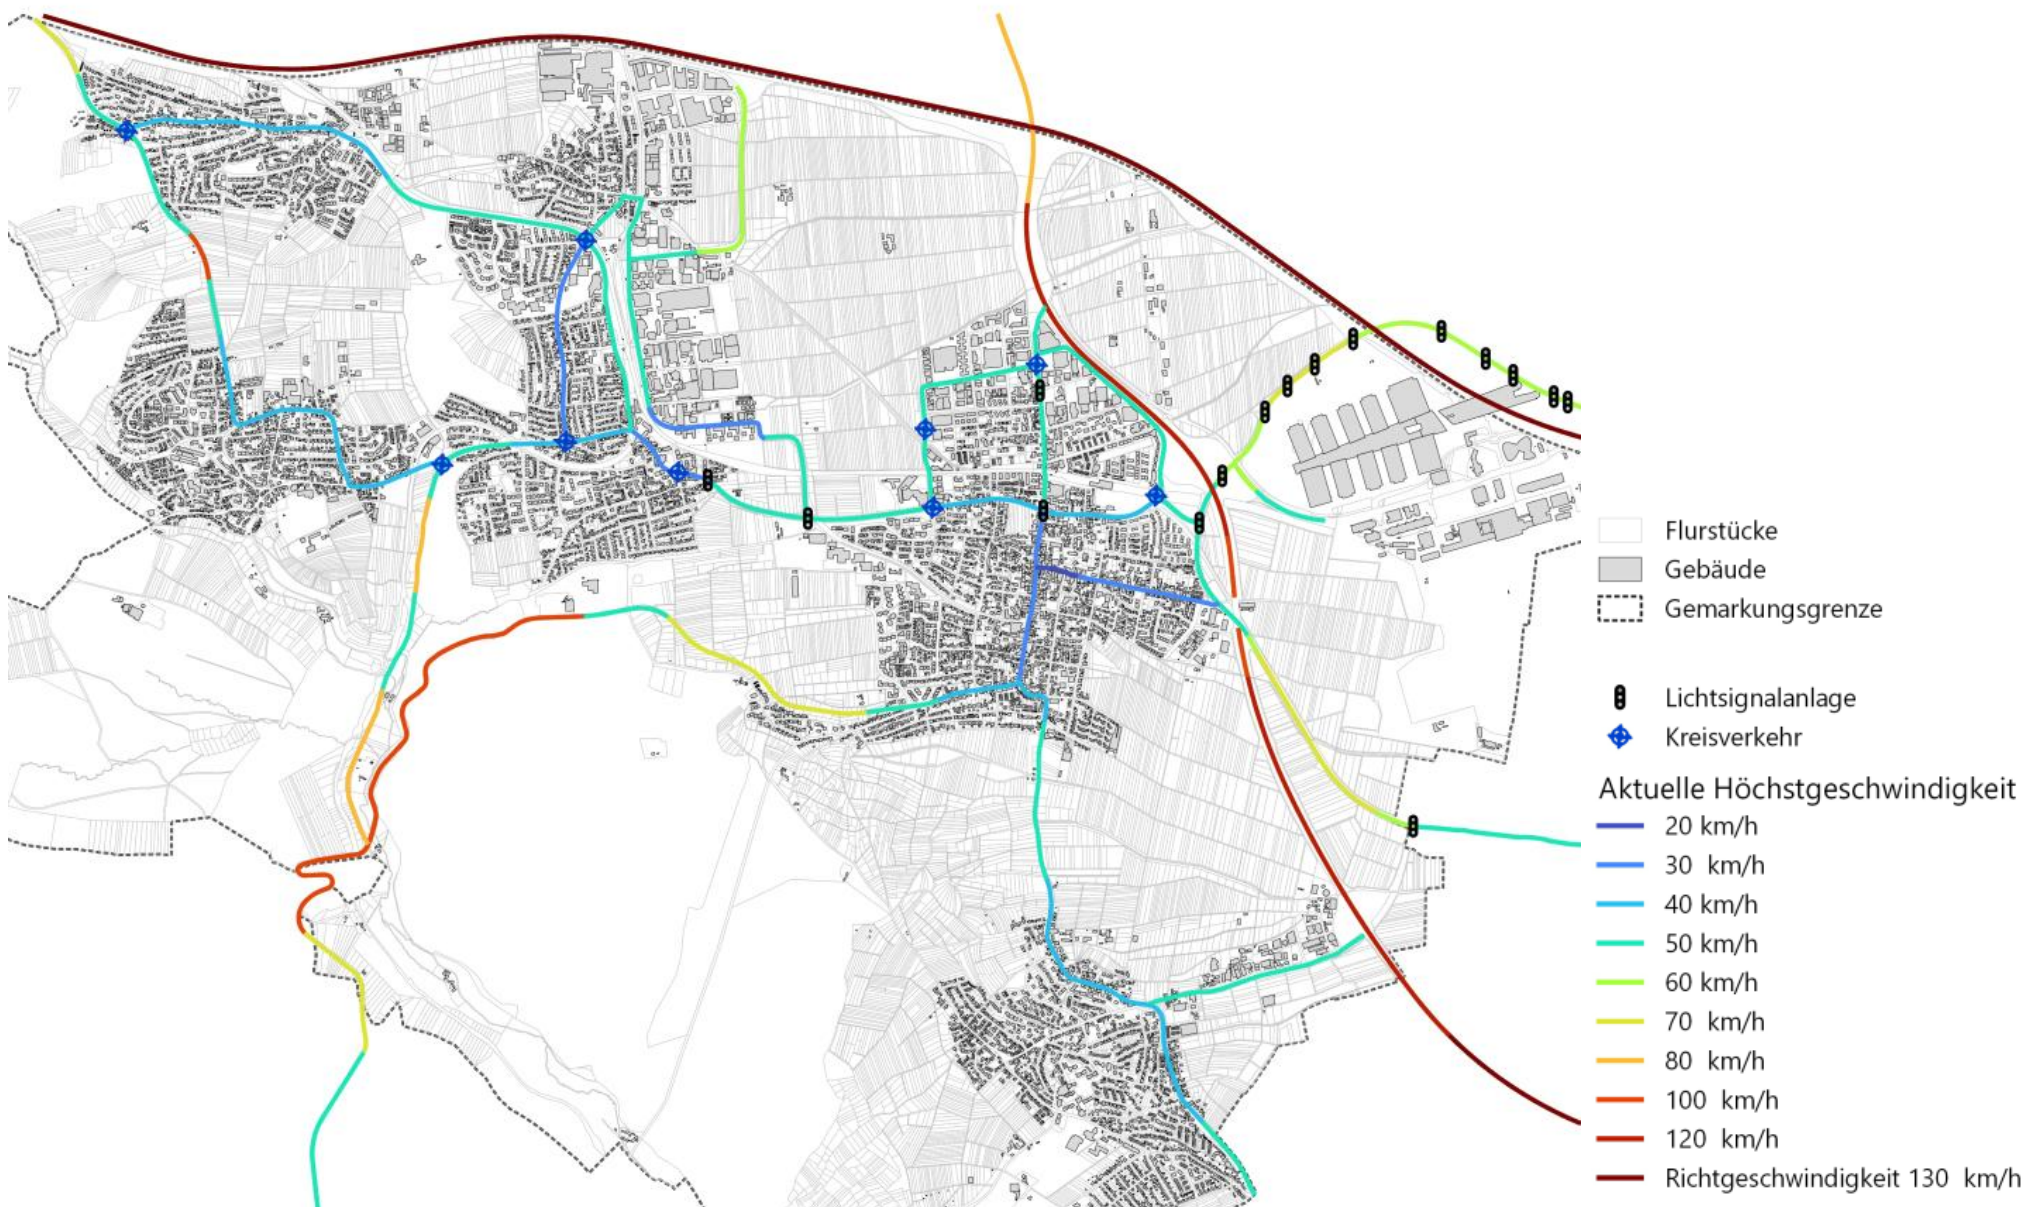 Flurstücke
Gebäude
Gemarkungsgrenze
Lichtsignalanlage
Kreisverkehr
Aktuelle Höchstgeschwindigkeit
20 km/h
30 km/h
40 km/h
50 km/h
60 km/h
70 km/h
80 km/h
100 km/h
120 km/h
Richtgeschwindigkeit 130 km/h